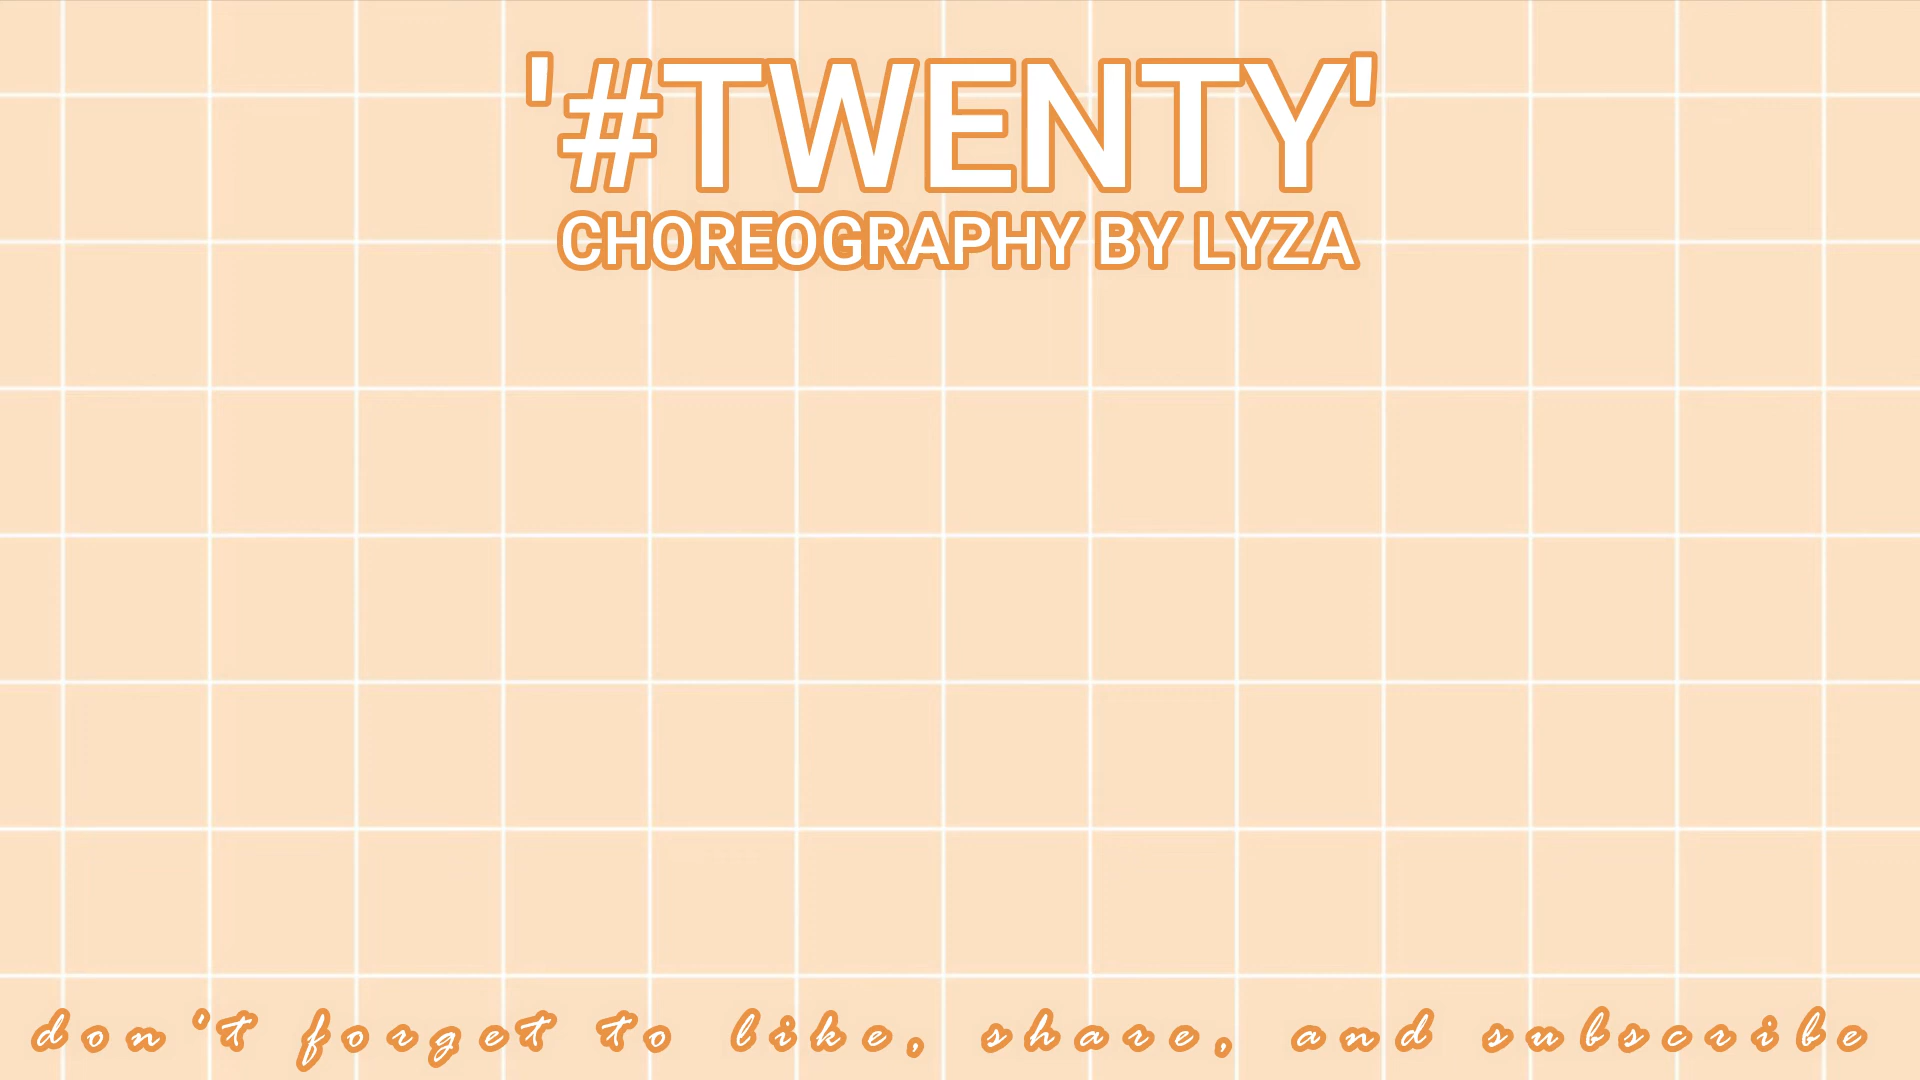 '#TWENTY'
CHOREOGRAPHY BY LYZA
don't forget to like, share, and subscribe